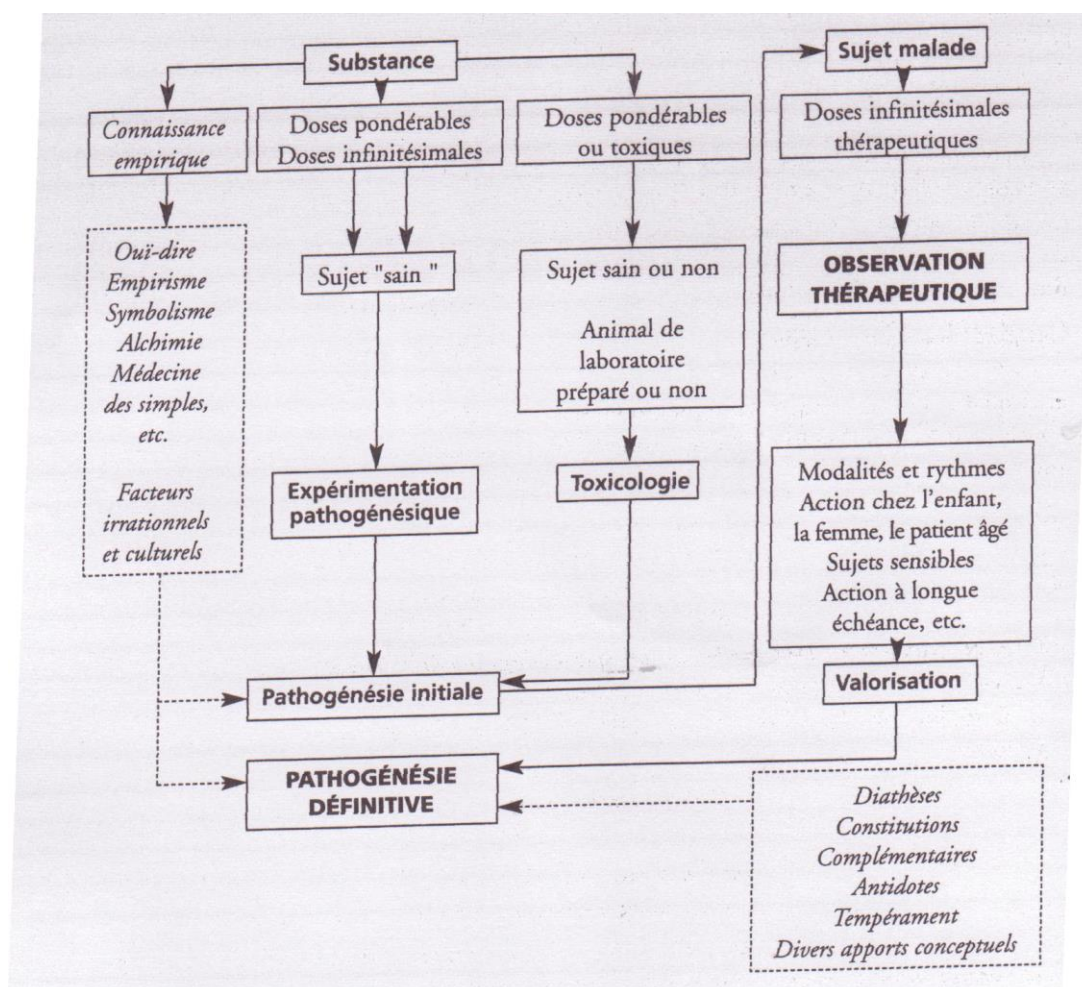 Substance
Sujet malade
Connaissance
empirique
Doses pondérables
Doses infinitésimales
Doses pondérables
ou toxiques
Doses infinitésimales
thérapeutiques
Ouï-dire
Empirisme
Symbolisme
Alchimie
Médecine
des simples,
etc.
Facteurs
irrationnels
et culturels
Sujet "sain "
Sujet sain ou non
Animal de
laboratoire
préparé ou non
OBSERVATION
THÉRAPEUTIQUE
Expérimentation
pathogénésique
Toxicologie
Modalités et rythmes
Action chez l'enfant,
la femme, le patient âgé
Sujets sensibles
Action à longue
échéance, etc.
Pathogénésie initiale
Valorisation
PATHOGÉNÉSIE
DÉFINITIVE
Diathèses
Constitutions
Complémentaires
Antidotes
Tempérament
Divers apports conceptuels